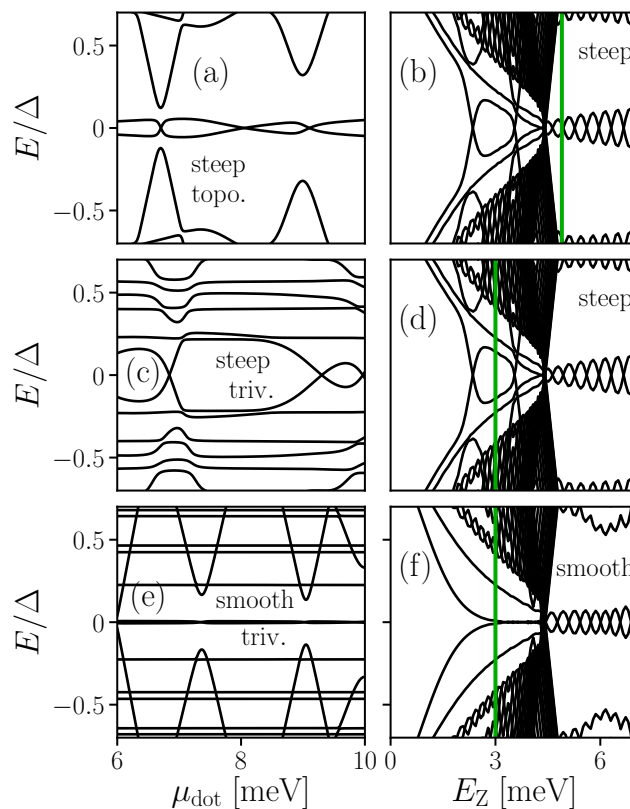 0.5
0
−0.5
E/Δ
(a)
steep
topo.
(b)
steep
0.5
0
−0.5
E/Δ
(c)
steep
triv.
(d)
steep
0.5
0
−0.5
E/Δ
(e)
smooth
triv.
(f)
smooth
6
8
10
μdot [meV]
0
3
6
EZ [meV]